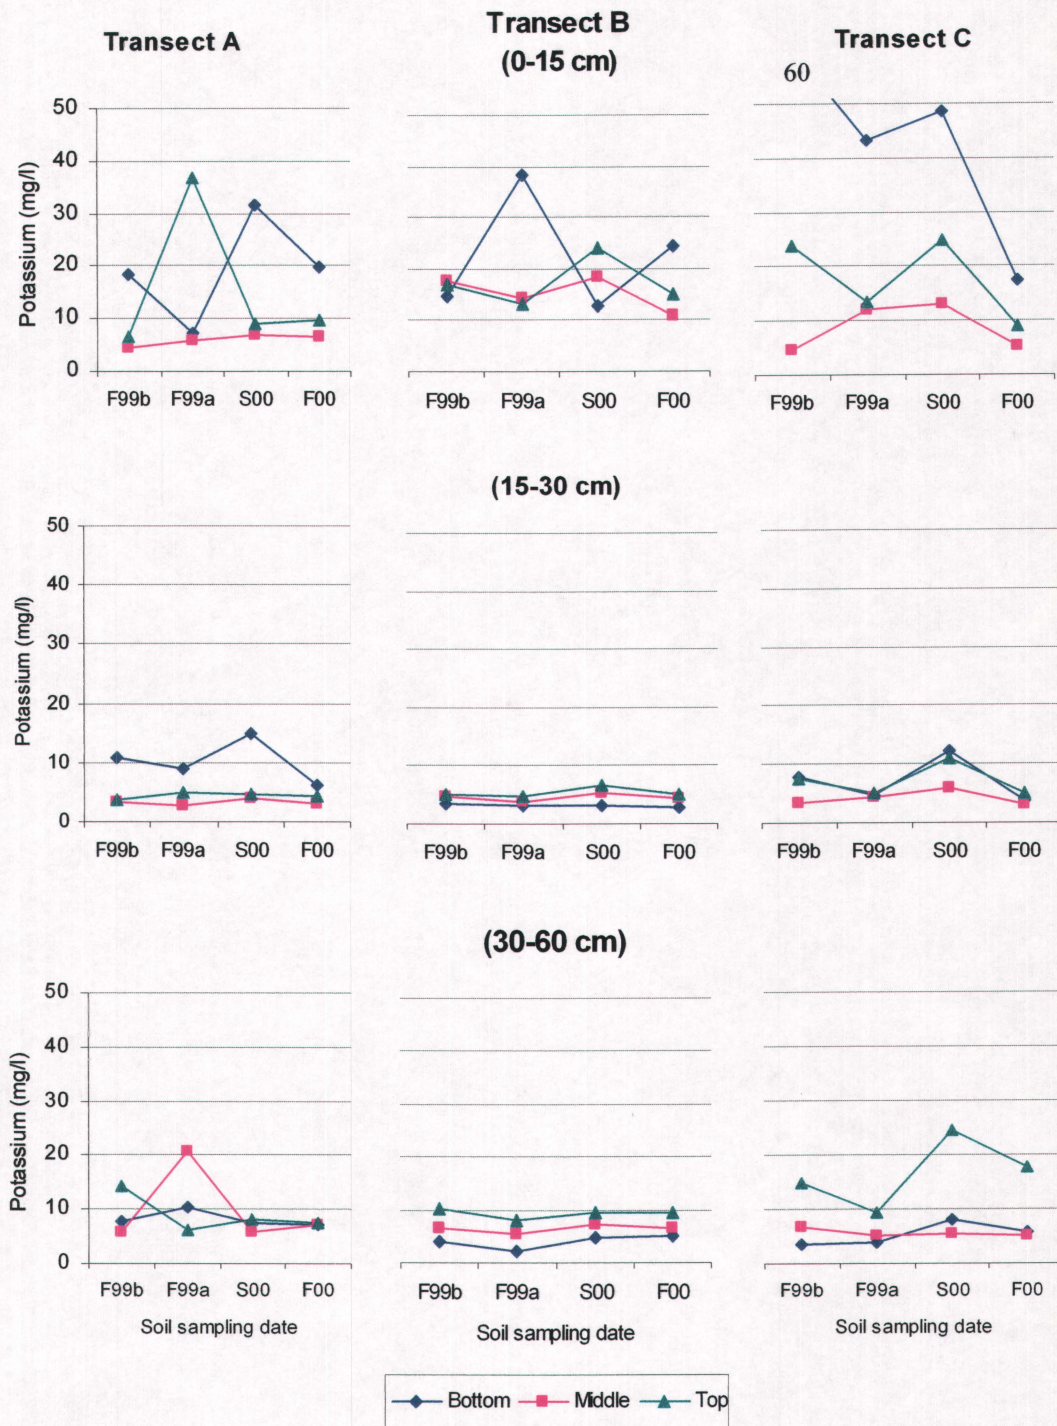 Transect A
Transect B
(0-15 cm)
Transect C
60
Potassium (mg/l)
50
40
30
20
10
0
F99b F99a S00 F00
F99b F99a S00 F00
F99b F99a S00 F00
(15-30 cm)
Potassium (mg/l)
50
40
30
20
10
0
F99b F99a S00 F00
F99b F99a S00 F00
F99b F99a S00 F00
(30-60 cm)
Potassium (mg/l)
50
40
30
20
10
0
F99b F99a S00 F00
F99b F99a S00 F00
F99b F99a S00 F00
Soil sampling date
Soil sampling date
Soil sampling date
Bottom Middle Top